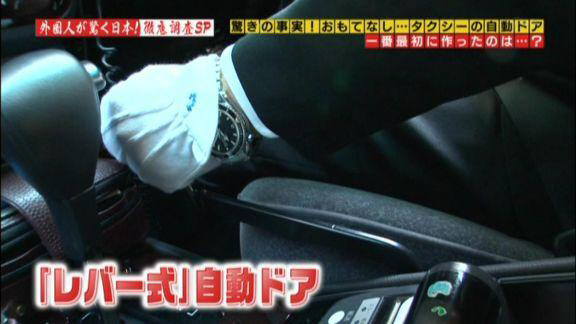 外国人が驚く日本!徹底調査SP
驚きの事実!おもてなし…タクシーの自動ドア
一番最初に作ったのは…?
「レバー式」自動ドア